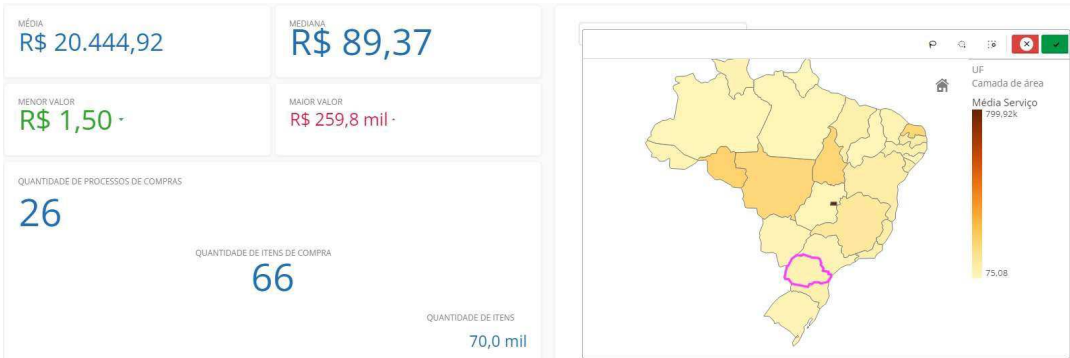 MÉDIA
R$ 20.444,92
MEDIANA
R$ 89,37
MENOR VALOR
R$ 1,50
MAIOR VALOR
R$ 259,8 mil
QUANTIDADE DE PROCESSOS DE COMPRAS
26
QUANTIDADE DE ITENS DE COMPRA
66
QUANTIDADE DE ITENS
70,0 mil
UF
Camada de área
Média Serviço
799,92k
75,08